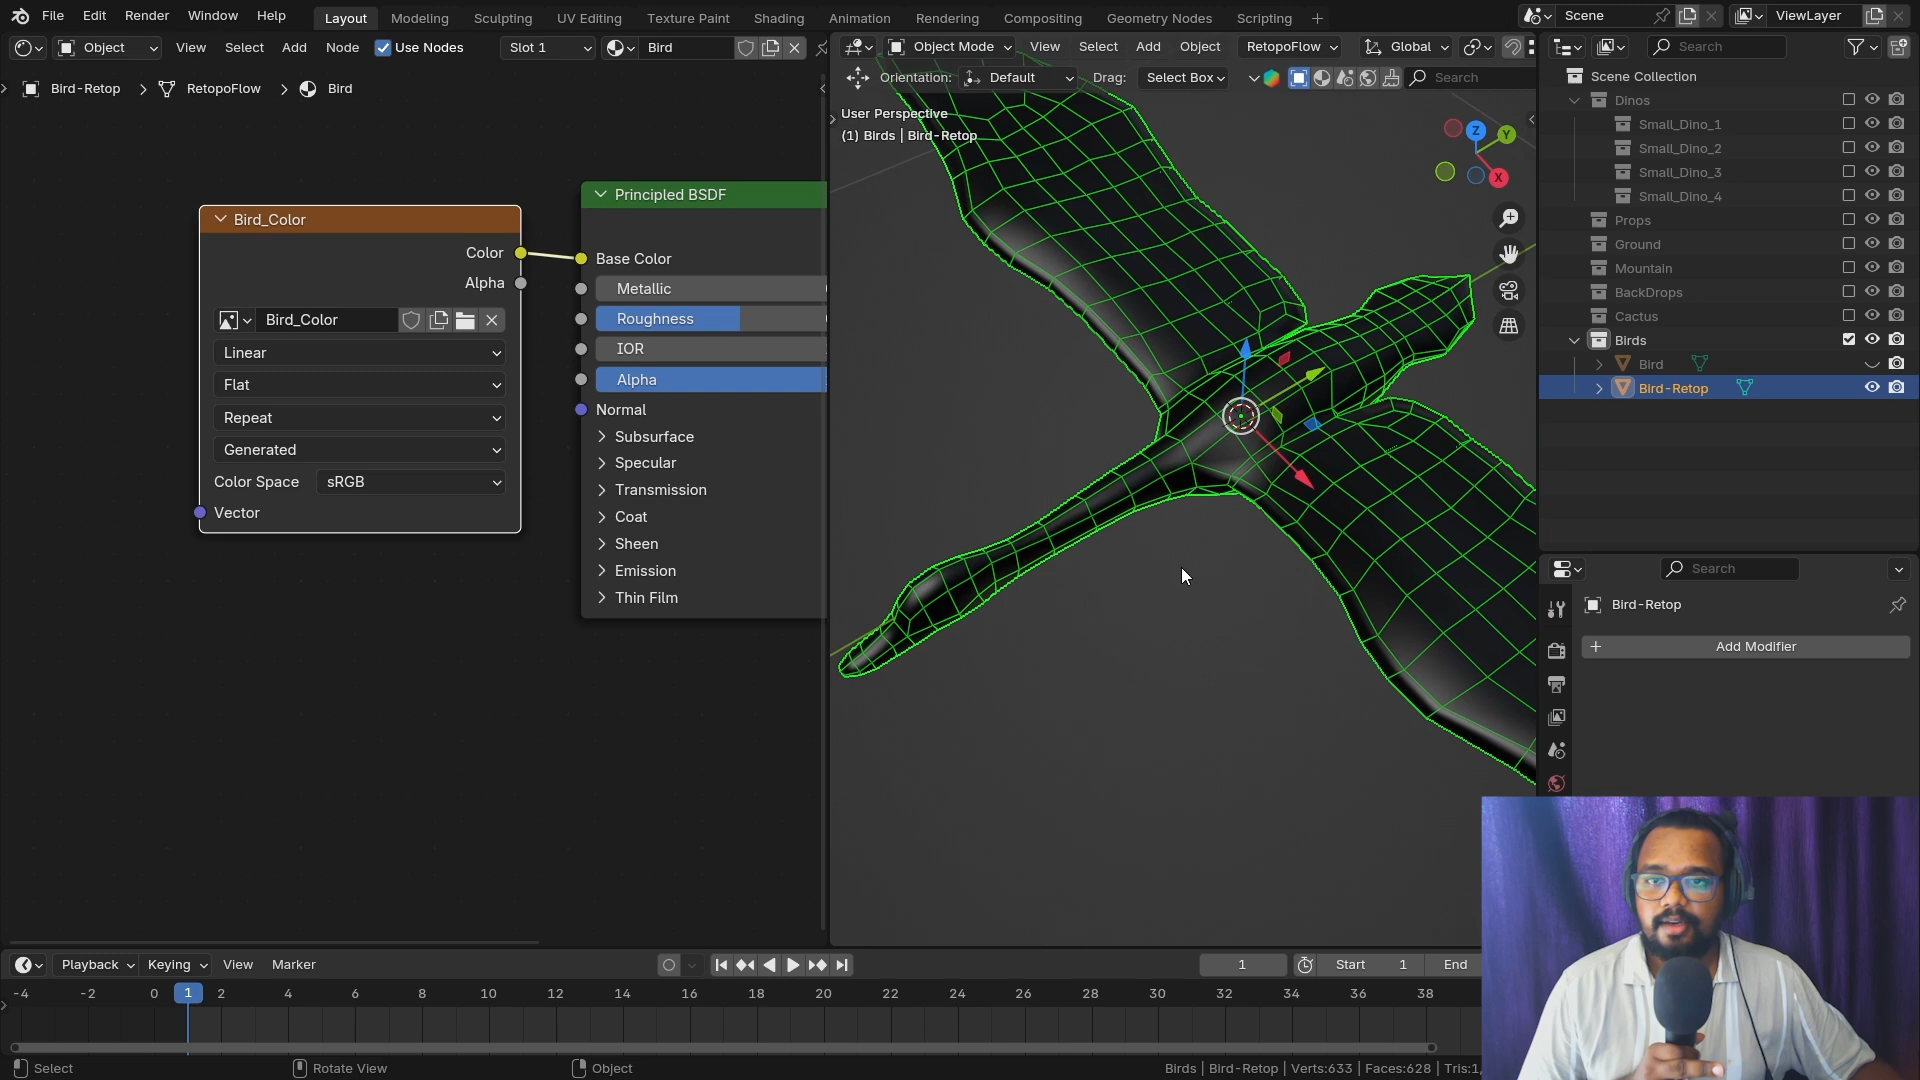 File Edit Render Window Help Layout Modeling Sculpting UV Editing Texture Paint Shading Animation Rendering Compositing Geometry Nodes Scripting + Scene ViewLayer
Object View Select Add Node Use Nodes Slot 1 Bird
Object Mode View Select Add Object RetopoFlow Global
Search
Bird-Retop > RetopoFlow > Bird
Orientation: Default Drag: Select Box Search
User Perspective
(1) Birds | Bird-Retop
Z Y X
Bird_Color
Color
Alpha
Bird_Color
Linear
Flat
Repeat
Generated
Color Space sRGB
Vector
Principled BSDF
Base Color
Metallic
Roughness
IOR
Alpha
Normal
Subsurface
Specular
Transmission
Coat
Sheen
Emission
Thin Film
Scene Collection
Dinos
Small_Dino_1
Small_Dino_2
Small_Dino_3
Small_Dino_4
Props
Ground
Mountain
BackDrops
Cactus
Birds
Bird
Bird-Retop
Search
Bird-Retop
+ Add Modifier
Playback Keying View Marker 1 Start 1 End
-4 -2 0 1 2 4 6 8 10 12 14 16 18 20 22 24 26 28 30 32 34 36 38
Select Rotate View Object Birds | Bird-Retop | Verts:633 | Faces:628 | Tris:1,